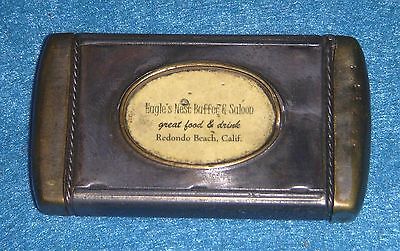 Eagle's Nest Buffet & Saloon
great food & drink
Redondo Beach, Calif.